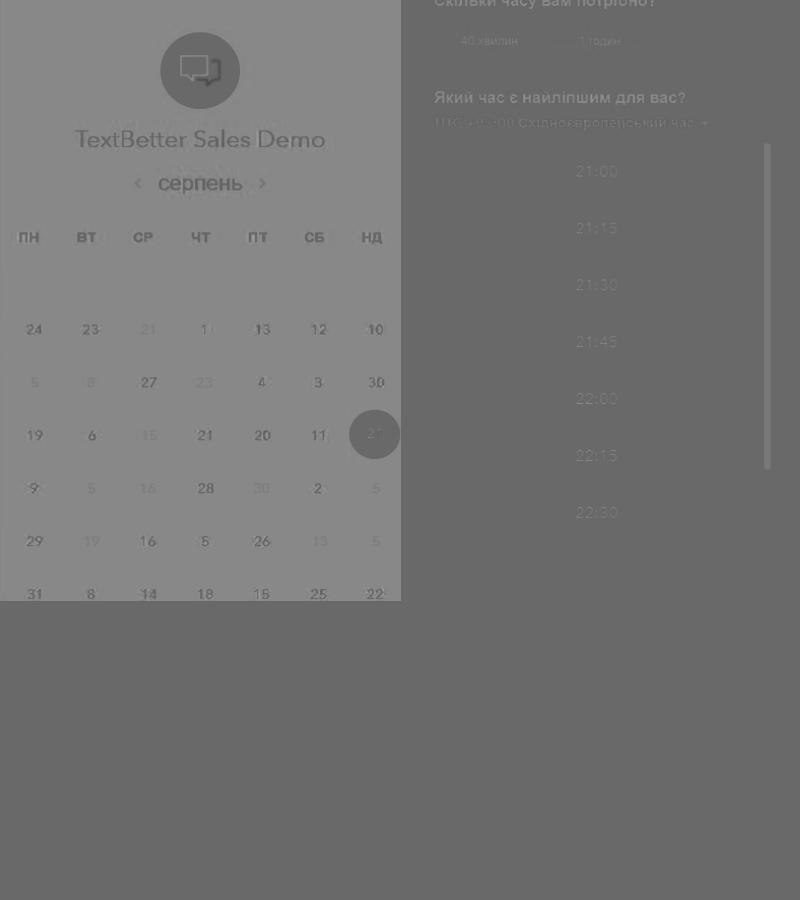 TextBetter Sales Demo
серпень
ПН ВТ СР ЧТ ПТ СБ НД
24 23 21 1 13 12 10
5 8 27 23 4 3 30
19 6 15 21 20 11
9 5 16 28 30 2 5
29 19 16 5 26 13 5
31 8 14 18 15 25 22
Скільки часу вам потрібно?
40 хвилин 1 годин
Який час є найліпшим для вас?
Східноєвропейський час
21:00
21:15
21:30
21:45
22:00
22:15
22:30